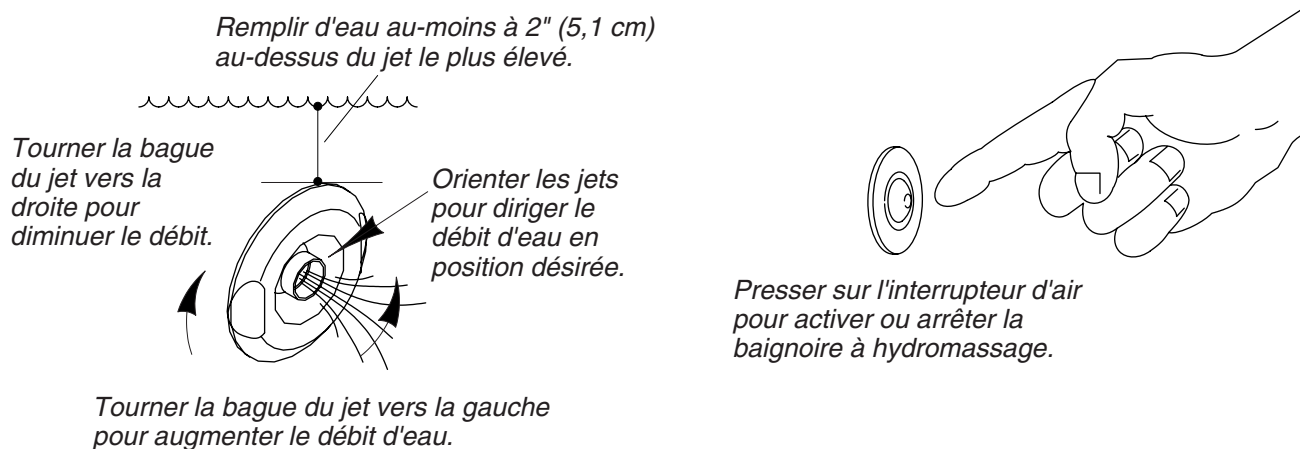 Remplir d'eau au-moins à 2" (5,1 cm)
au-dessus du jet le plus élevé.
Tourner la bague
du jet vers la
droite pour
diminuer le débit.
Orienter les jets
pour diriger le
débit d'eau en
position désirée.
Tourner la bague du jet vers la gauche
pour augmenter le débit d'eau.
Presser sur l'interrupteur d'air
pour activer ou arrêter la
baignoire à hydromassage.